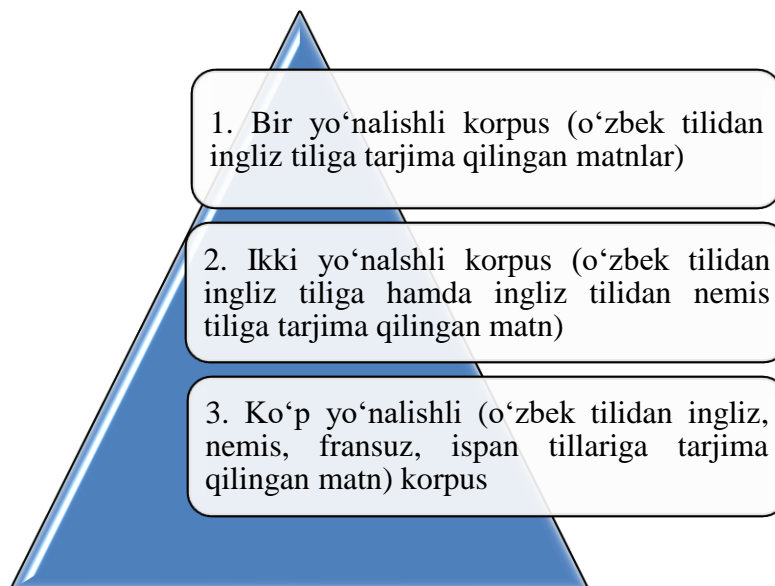 1. Bir yo‘nalishli korpus (o‘zbek tilidan
ingliz tiliga tarjima qilingan matnlar)
2. Ikki yo‘nalshli korpus (o‘zbek tilidan
ingliz tiliga hamda ingliz tilidan nemis
tiliga tarjima qilingan matn)
3. Ko‘p yo‘nalishli (o‘zbek tilidan ingliz,
nemis, fransuz, ispan tillariga tarjima
qilingan matn) korpus